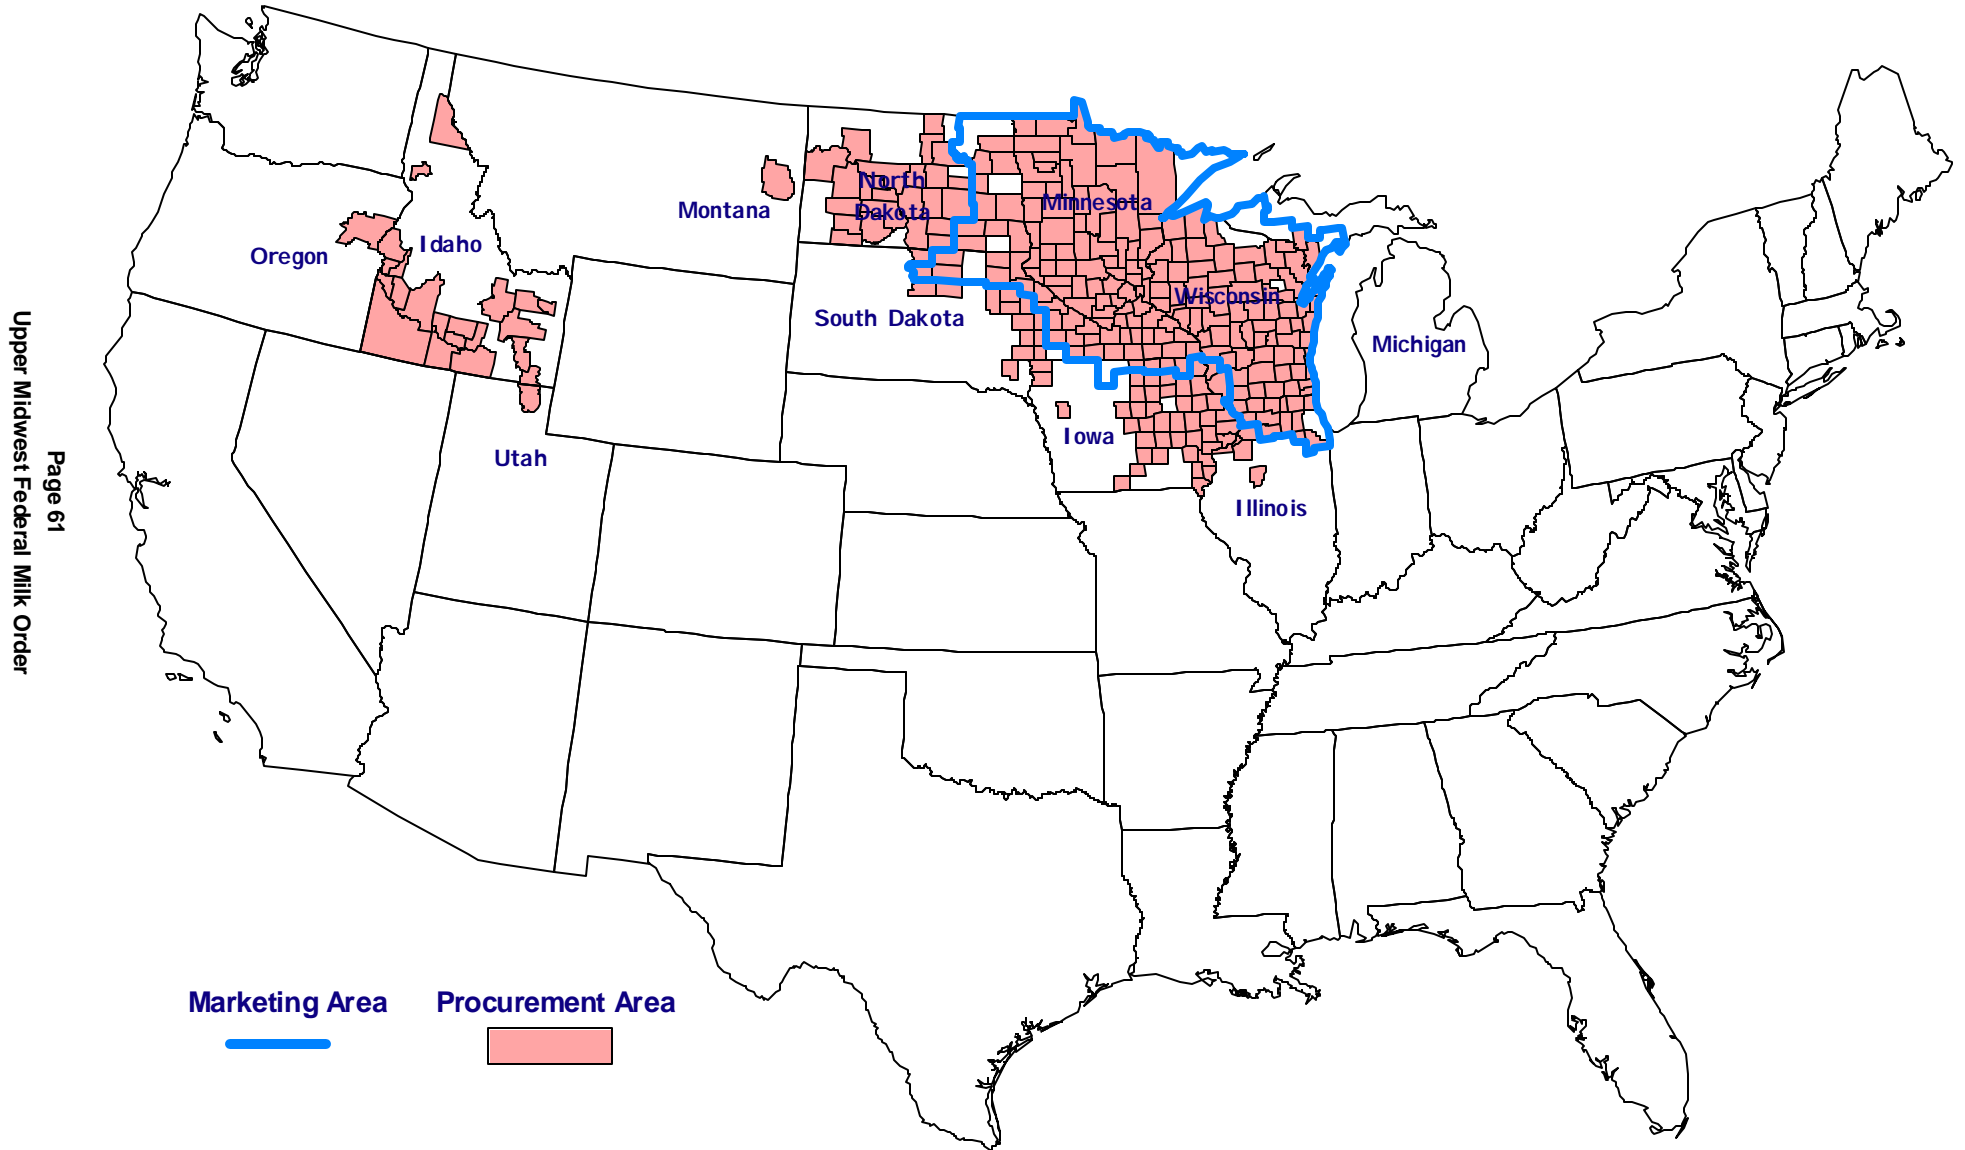 Page 61
Upper Midwest Federal Milk Order
Montana
North
Dakota
Minnesota
Oregon
Idaho
South Dakota
Wisconsin
Michigan
Iowa
Utah
Illinois
Marketing Area
Procurement Area